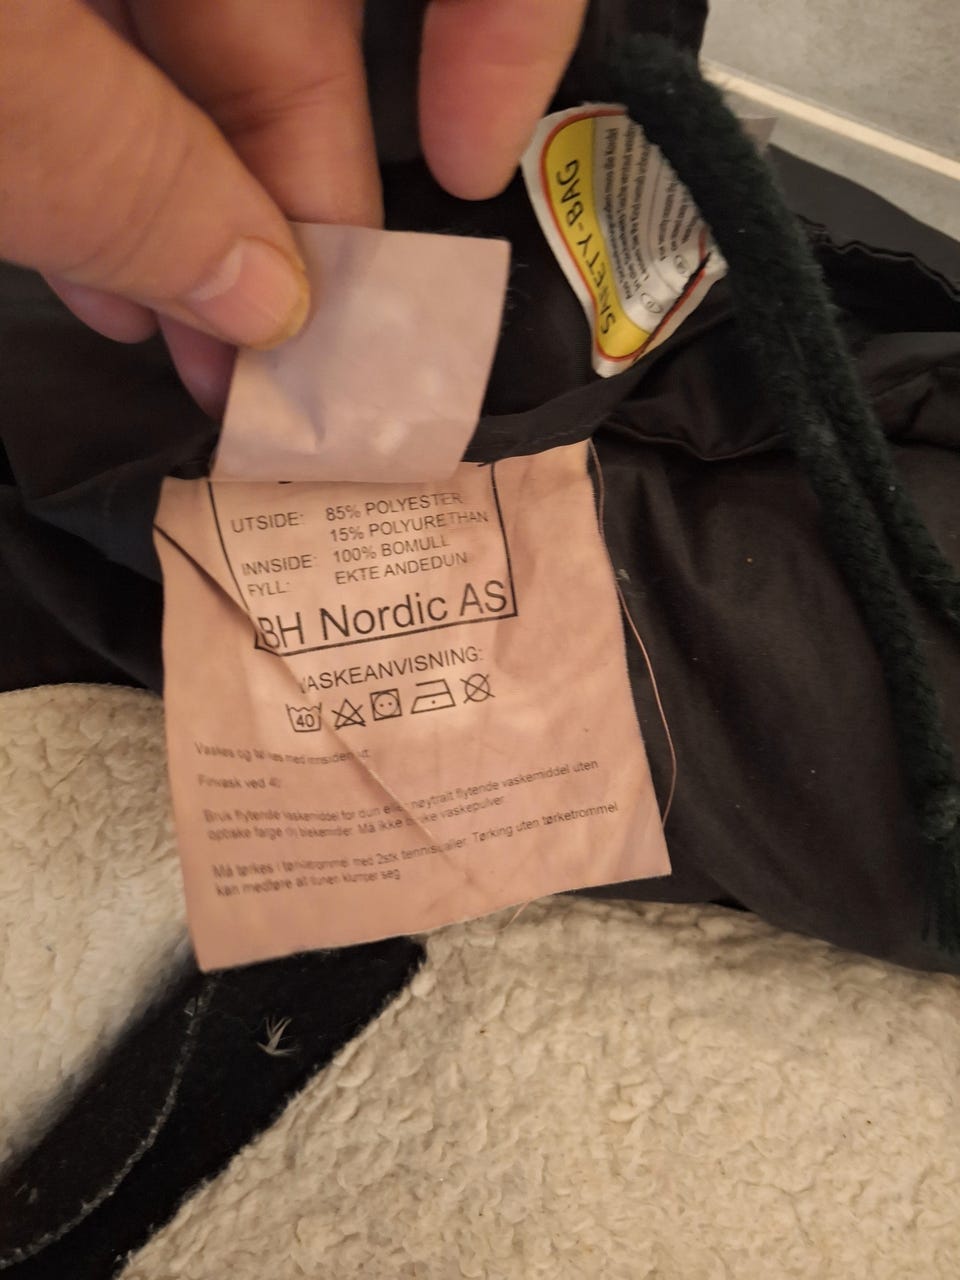 SAFETY-BAG
UTSIDE: 85% POLYESTER
15% POLYURETHAN
INNSIDE: 100% BOMULL
FYLL: EKTE ANDEDUN
BH Nordic AS
VASKEANVISNING:
40
Vaskes og med innsiden ut
Finvask ved 40
Bruk flytende vaskemiddel for dun eller nøytralt flytende vaskemiddel uten
optiske farge blekemidler. Må ikke bruke vaskepulver
Må tørkes i tørketrommel med 2stk tennisballer. Tørking uten tørketrommel
kan medføre at dunen klumper seg